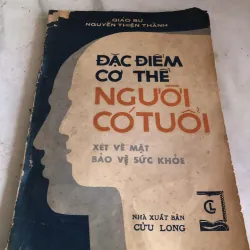 GIÁO SƯ
NGUYỄN THIỆN THÀNH
ĐẶC ĐIỂM
CƠ THỂ
NGƯỜI
CÓ TUỔI
XÉT VỀ MẶT
BẢO VỆ SỨC KHỎE
CL
NHÀ XUẤT BẢN
CỬU LONG